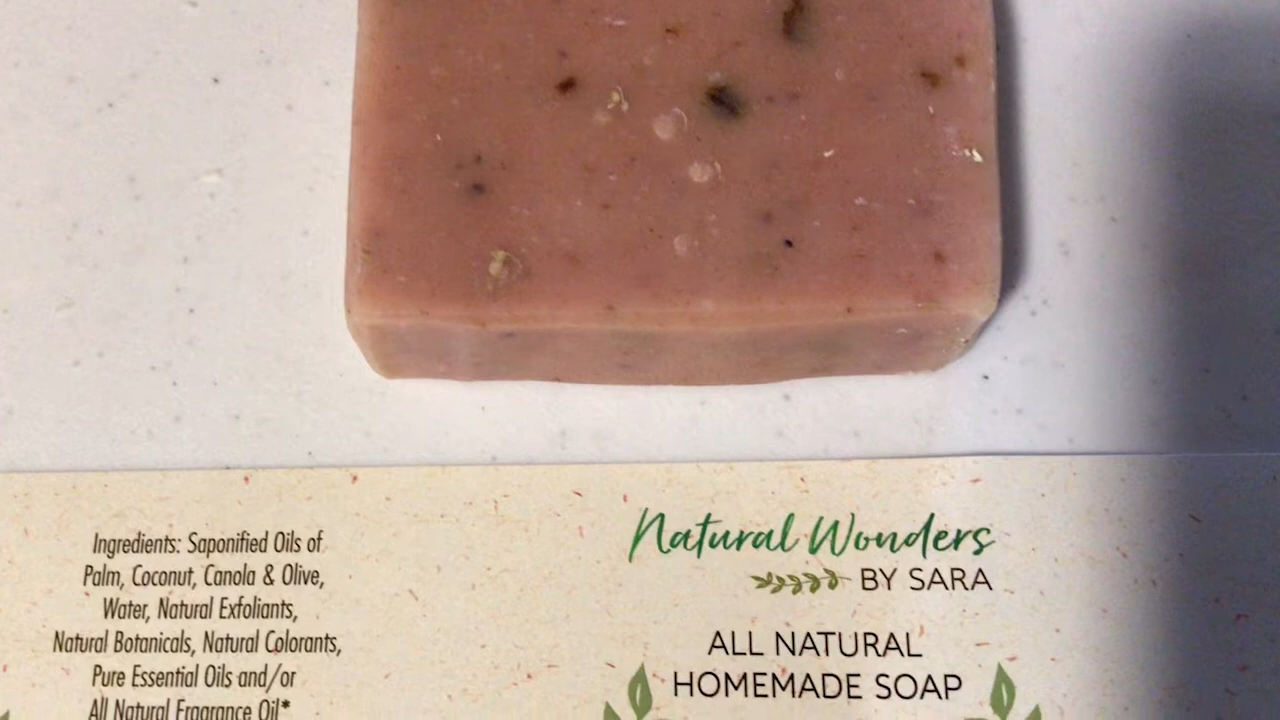 Ingredients: Saponified Oils of
Palm, Coconut, Canola & Olive,
Water, Natural Exfoliants,
Natural Botanicals, Natural Colorants,
Pure Essential Oils and/or
All Natural Fragrance Oil*
Natural Wonders
BY SARA
ALL NATURAL
HOMEMADE SOAP